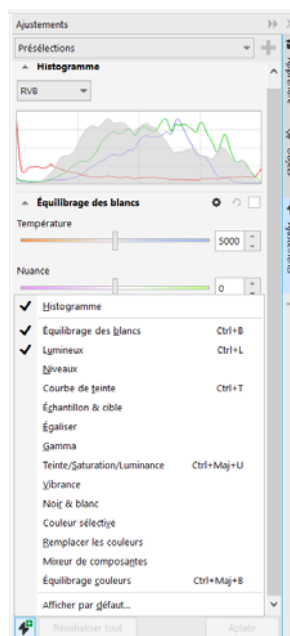 Ajustements
Présélections
Histogramme
RVB
Équilibrage des blancs
Température
5000
Nuance
0
Histogramme
Équilibrage des blancs Ctrl+B
Lumineux Ctrl+L
Niveaux
Courbe de teinte Ctrl+T
Échantillon & cible
Égaliser
Gamma
Teinte/Saturation/Luminance Ctrl+Maj+U
Vibrance
Noir & blanc
Couleur sélective
Remplacer les couleurs
Mixeur de composantes
Équilibrage couleurs Ctrl+Maj+B
Afficher par défaut...
Réinitialiser tout Aplatir